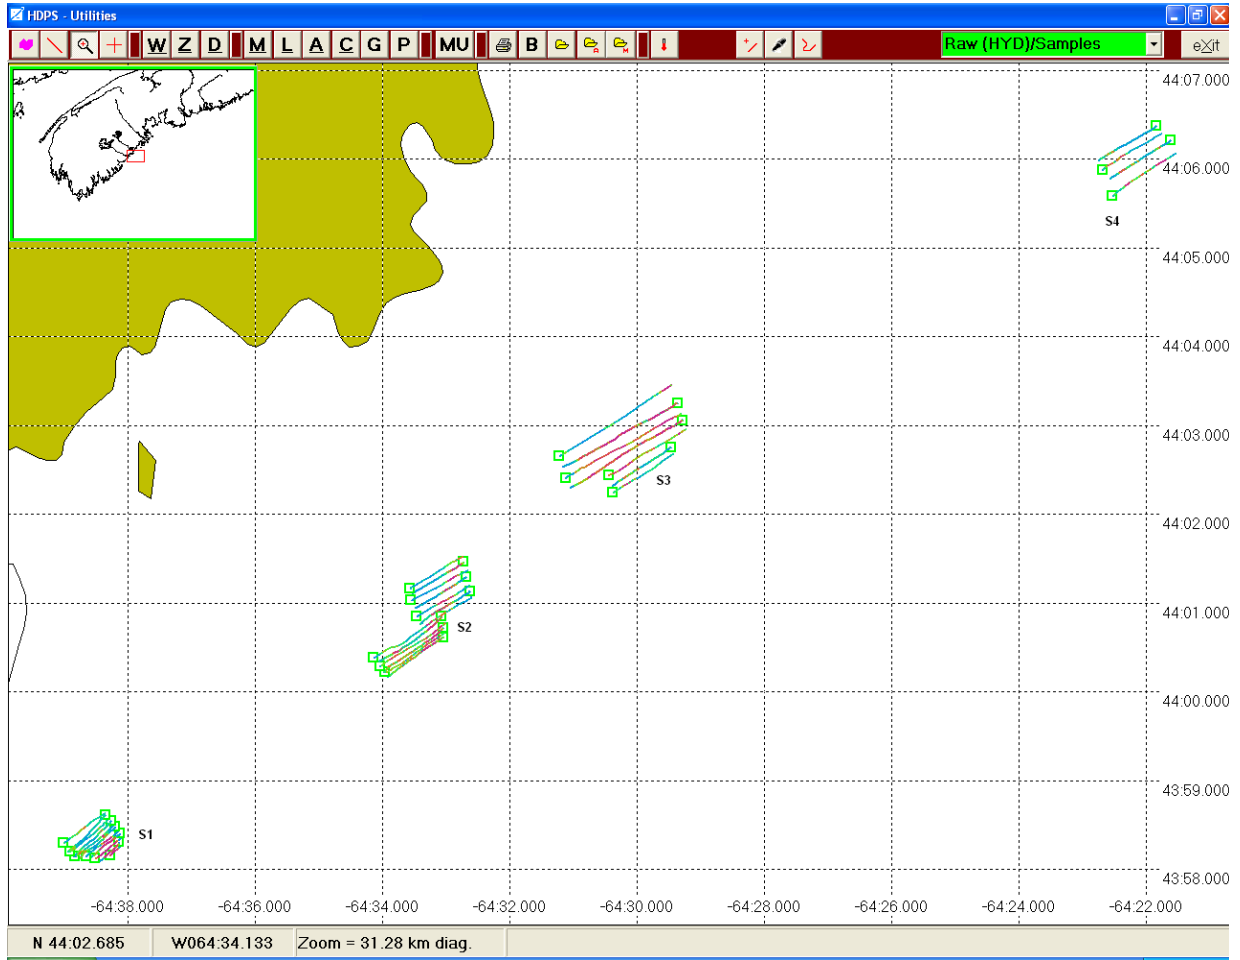 HDPS - Utilities
W Z D M L A C G P MU B R M Raw (HYD)/Samples eXit
44:07.000
44:06.000
S4
44:05.000
44:04.000
44:03.000
S3
44:02.000
44:01.000
S2
44:00.000
43:59.000
S1
43:58.000
-64:38.000 -64:36.000 -64:34.000 -64:32.000 -64:30.000 -64:28.000 -64:26.000 -64:24.000 -64:22.000
N 44:02.685 W064:34.133 Zoom = 31.28 km diag.